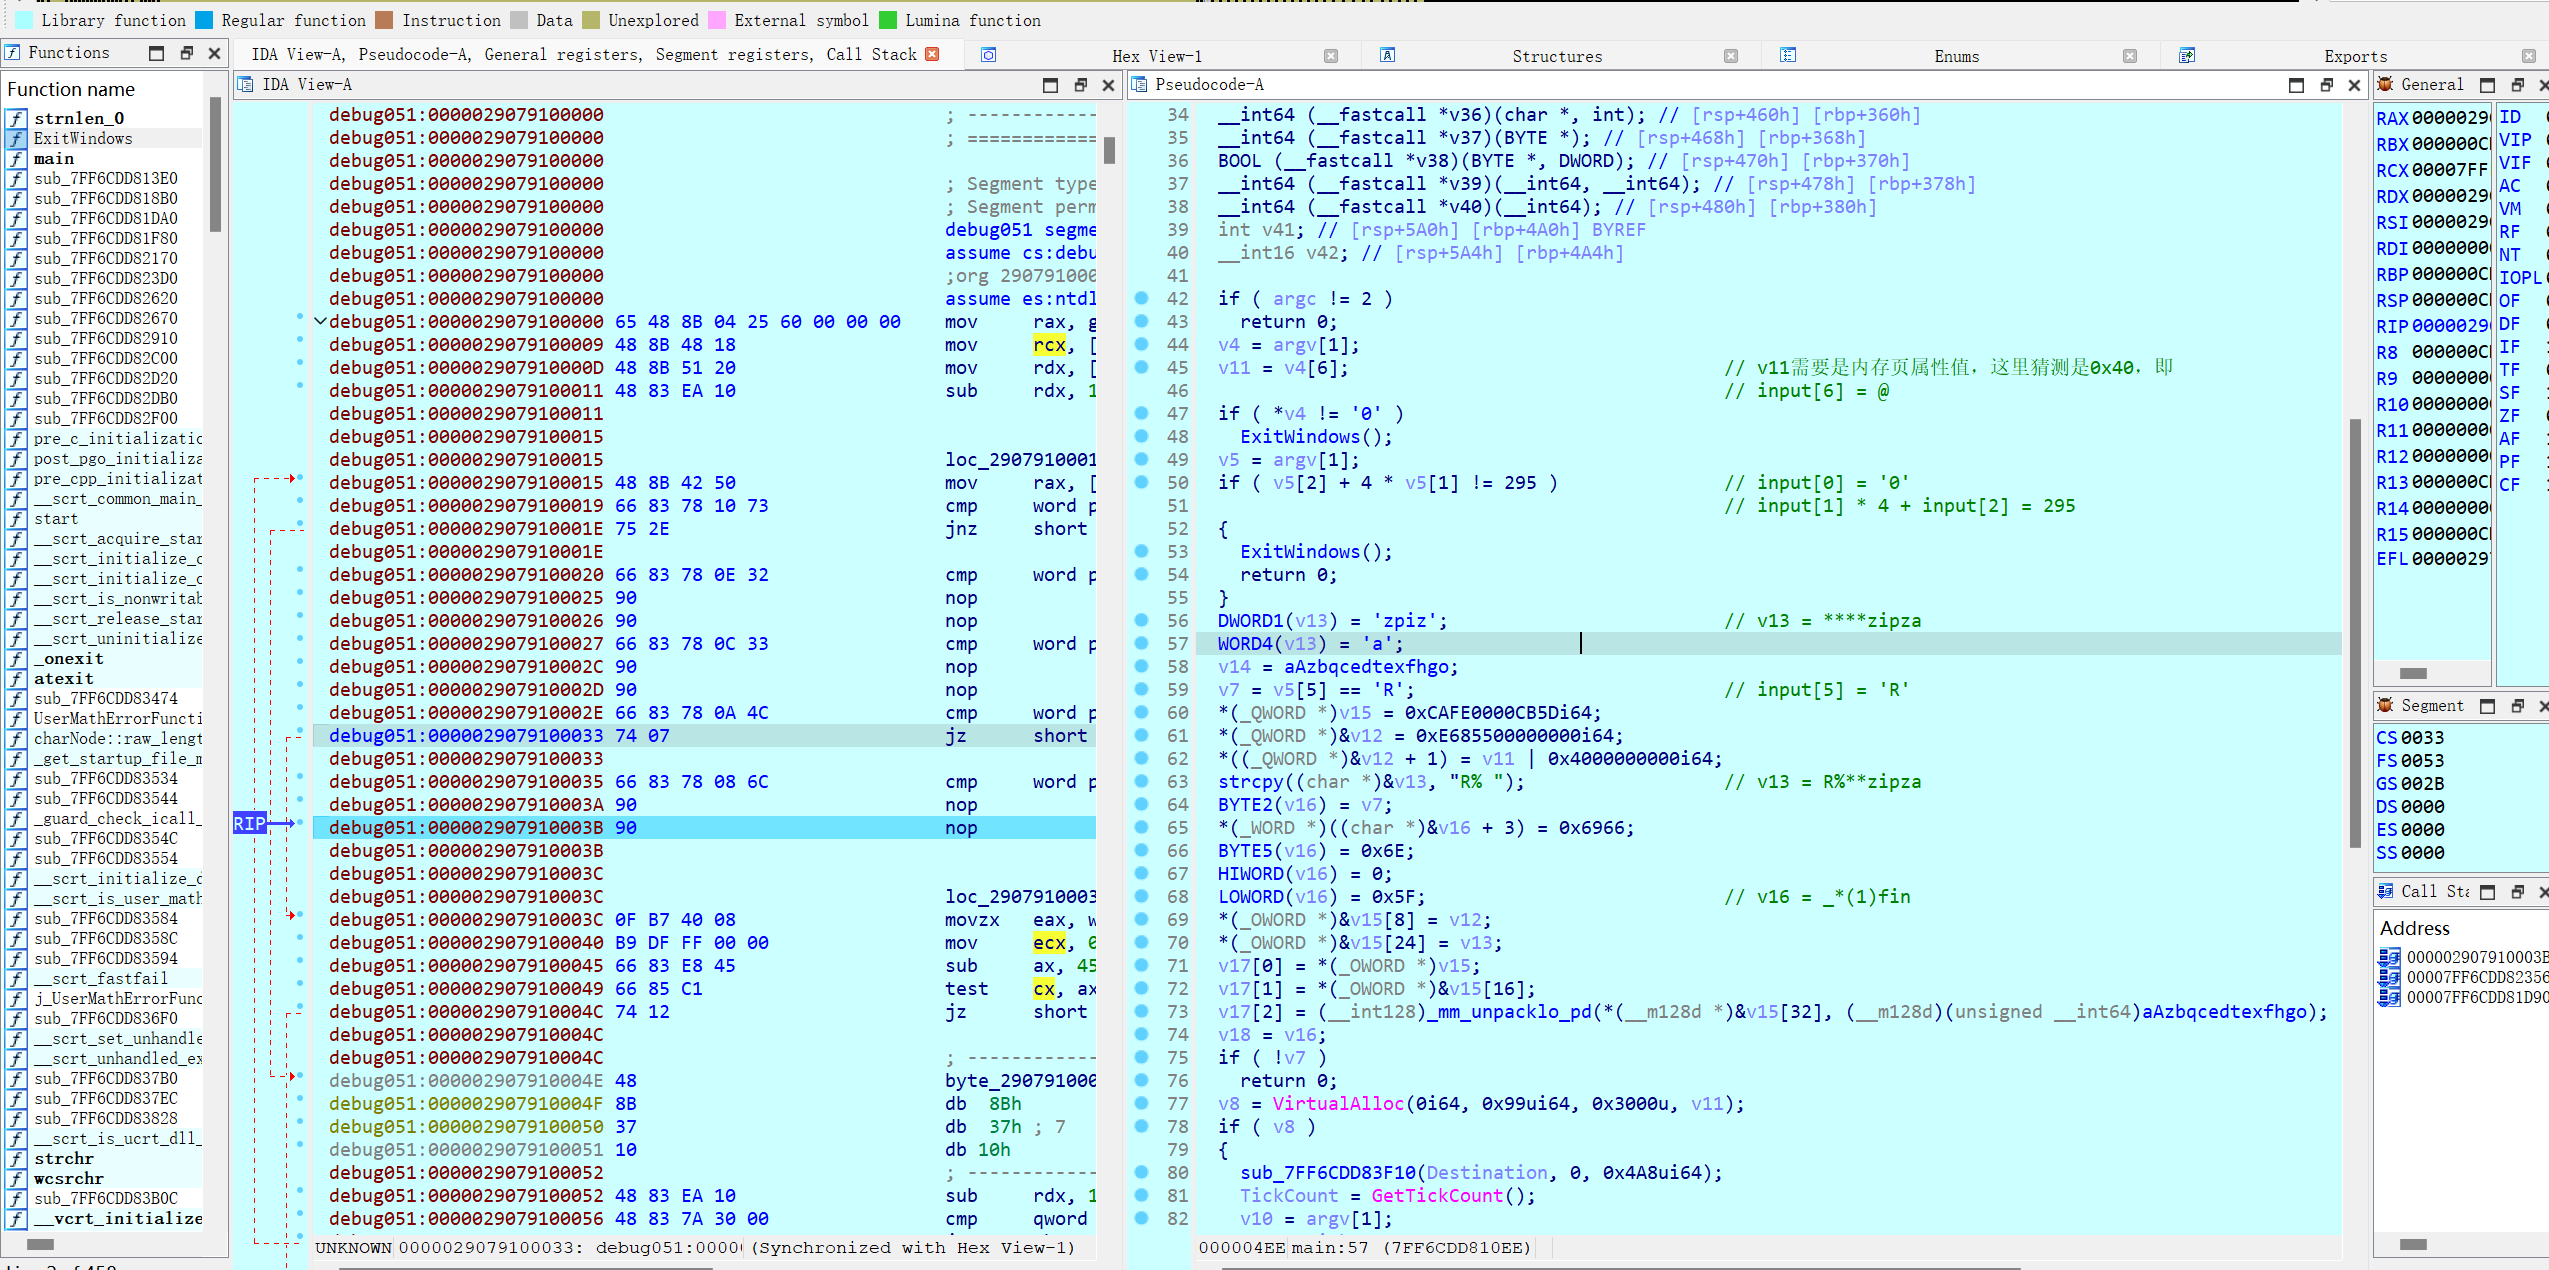 Library function Regular function Instruction Data Unexplored External symbol Lumina function
Functions
IDA View-A, Pseudocode-A, General registers, Segment registers, Call Stack
Hex View-1
Structures
Enums
Exports
Function name
strnlen_0
ExitWindows
main
sub_7FF6CDD813E0
sub_7FF6CDD818B0
sub_7FF6CDD81DA0
sub_7FF6CDD81F80
sub_7FF6CDD82170
sub_7FF6CDD823D0
sub_7FF6CDD82620
sub_7FF6CDD82670
sub_7FF6CDD82910
sub_7FF6CDD82C00
sub_7FF6CDD82D20
sub_7FF6CDD82DB0
sub_7FF6CDD82F00
pre_c_initializatio
post_pgo_initializa
pre_cpp_initializat
__scrt_common_main_
start
__scrt_acquire_star
__scrt_initialize_c
__scrt_initialize_c
__scrt_is_nonwritab
__scrt_release_star
__scrt_uninitialize
_onexit
atexit
sub_7FF6CDD83474
UserMathErrorFuncti
charNode::raw_lengt
_get_startup_file_m
sub_7FF6CDD83534
sub_7FF6CDD83544
_guard_check_icall_
sub_7FF6CDD8354C
sub_7FF6CDD83554
__scrt_initialize_d
__scrt_is_user_math
sub_7FF6CDD83584
sub_7FF6CDD8358C
sub_7FF6CDD83594
__scrt_fastfail
j_UserMathErrorFunc
sub_7FF6CDD836F0
__scrt_set_unhandle
__scrt_unhandled_ex
sub_7FF6CDD837B0
sub_7FF6CDD837EC
sub_7FF6CDD83828
__scrt_is_ucrt_dll_
strchr
wcsrchr
sub_7FF6CDD83B0C
__vcrt_initialize
IDA View-A
debug051:0000029079100000 ; ------------
debug051:0000029079100000 ; ============
debug051:0000029079100000
debug051:0000029079100000 ; Segment type
debug051:0000029079100000 ; Segment perm
debug051:0000029079100000 debug051 segme
debug051:0000029079100000 assume cs:debu
debug051:0000029079100000 ;org 290791000
debug051:0000029079100000 assume es:ntdl
debug051:0000029079100000 65 48 8B 04 25 60 00 00 00 mov rax, g
debug051:0000029079100009 48 8B 48 18 mov rcx, [
debug051:000002907910000D 48 8B 51 20 mov rdx, [
debug051:0000029079100011 48 83 EA 10 sub rdx, 1
debug051:0000029079100011
debug051:0000029079100015
debug051:0000029079100015 loc_2907910001
debug051:0000029079100015 48 8B 42 50 mov rax, [
debug051:0000029079100019 66 83 78 10 73 cmp word p
debug051:000002907910001E 75 2E jnz short
debug051:000002907910001E
debug051:0000029079100020 66 83 78 0E 32 cmp word p
debug051:0000029079100025 90 nop
debug051:0000029079100026 90 nop
debug051:0000029079100027 66 83 78 0C 33 cmp word p
debug051:000002907910002C 90 nop
debug051:000002907910002D 90 nop
debug051:000002907910002E 66 83 78 0A 4C cmp word p
debug051:0000029079100033 74 07 jz short
debug051:0000029079100033
debug051:0000029079100035 66 83 78 08 6C cmp word p
debug051:000002907910003A 90 nop
RIP debug051:000002907910003B 90 nop
debug051:000002907910003B
debug051:000002907910003C
debug051:000002907910003C loc_2907910003
debug051:000002907910003C 0F B7 40 08 movzx eax, w
debug051:0000029079100040 B9 DF FF 00 00 mov ecx, 0
debug051:0000029079100045 66 83 E8 45 sub ax, 45
debug051:0000029079100049 66 85 C1 test cx, ax
debug051:000002907910004C 74 12 jz short
debug051:000002907910004C
debug051:000002907910004C ; ------------
debug051:000002907910004E 48 byte_290791000
debug051:000002907910004F 8B db 8Bh
debug051:0000029079100050 37 db 37h ; 7
debug051:0000029079100051 10 db 10h
debug051:0000029079100052 ; ------------
debug051:0000029079100052 48 83 EA 10 sub rdx, 1
debug051:0000029079100056 48 83 7A 30 00 cmp qword
UNKNOWN 0000029079100033: debug051:0000 (Synchronized with Hex View-1)
Pseudocode-A
34 __int64 (__fastcall *v36)(char *, int); // [rsp+460h] [rbp+360h]
35 __int64 (__fastcall *v37)(BYTE *); // [rsp+468h] [rbp+368h]
36 BOOL (__fastcall *v38)(BYTE *, DWORD); // [rsp+470h] [rbp+370h]
37 __int64 (__fastcall *v39)(__int64, __int64); // [rsp+478h] [rbp+378h]
38 __int64 (__fastcall *v40)(__int64); // [rsp+480h] [rbp+380h]
39 int v41; // [rsp+5A0h] [rbp+4A0h] BYREF
40 __int16 v42; // [rsp+5A4h] [rbp+4A4h]
41
42 if ( argc != 2 )
43 return 0;
44 v4 = argv[1];
45 v11 = v4[6]; // v11需要是内存页属性值，这里猜测是0x40，即
46 // input[6] = @
47 if ( *v4 != '0' )
48 ExitWindows();
49 v5 = argv[1];
50 if ( v5[2] + 4 * v5[1] != 295 ) // input[0] = '0'
51 // input[1] * 4 + input[2] = 295
52 {
53 ExitWindows();
54 return 0;
55 }
56 DWORD1(v13) = 'zpiz'; // v13 = ****zipza
57 WORD4(v13) = 'a';
58 v14 = aAzbqcedtexfhgo;
59 v7 = v5[5] == 'R'; // input[5] = 'R'
60 *(_QWORD *)v15 = 0xCAFE0000CB5Di64;
61 *(_QWORD *)&v12 = 0xE685500000000i64;
62 *((_QWORD *)&v12 + 1) = v11 | 0x4000000000i64;
63 strcpy((char *)&v13, "R% "); // v13 = R%**zipza
64 BYTE2(v16) = v7;
65 *(_WORD *)((char *)&v16 + 3) = 0x6966;
66 BYTE5(v16) = 0x6E;
67 HIWORD(v16) = 0;
68 LOWORD(v16) = 0x5F; // v16 = _*(1)fin
69 *(_OWORD *)&v15[8] = v12;
70 *(_OWORD *)&v15[24] = v13;
71 v17[0] = *(_OWORD *)v15;
72 v17[1] = *(_OWORD *)&v15[16];
73 v17[2] = (__int128)_mm_unpacklo_pd(*(__m128d *)&v15[32], (__m128d)(unsigned __int64)aAzbqcedtexfhgo);
74 v18 = v16;
75 if ( !v7 )
76 return 0;
77 v8 = VirtualAlloc(0i64, 0x99ui64, 0x3000u, v11);
78 if ( v8 )
79 {
80 sub_7FF6CDD83F10(Destination, 0, 0x4A8ui64);
81 TickCount = GetTickCount();
82 v10 = argv[1];
000004EE main:57 (7FF6CDD810EE)
General
RAX 0000029
RBX 000000C
RCX 00007FF
RDX 0000029
RSI 0000029
RDI 0000000
RBP 000000C
RSP 000000C
RIP 0000029
R8 000000C
R9 0000000
R10 0000000
R11 0000000
R12 0000000
R13 000000C
R14 0000000
R15 000000C
EFL 0000029
ID
VIP
VIF
AC
VM
RF
NT
IOPL
OF
DF
IF
TF
SF
ZF
AF
PF
CF
Segment
CS 0033
FS 0053
GS 002B
DS 0000
ES 0000
SS 0000
Call Sta
Address
000002907910003B
00007FF6CDD82356
00007FF6CDD81D90